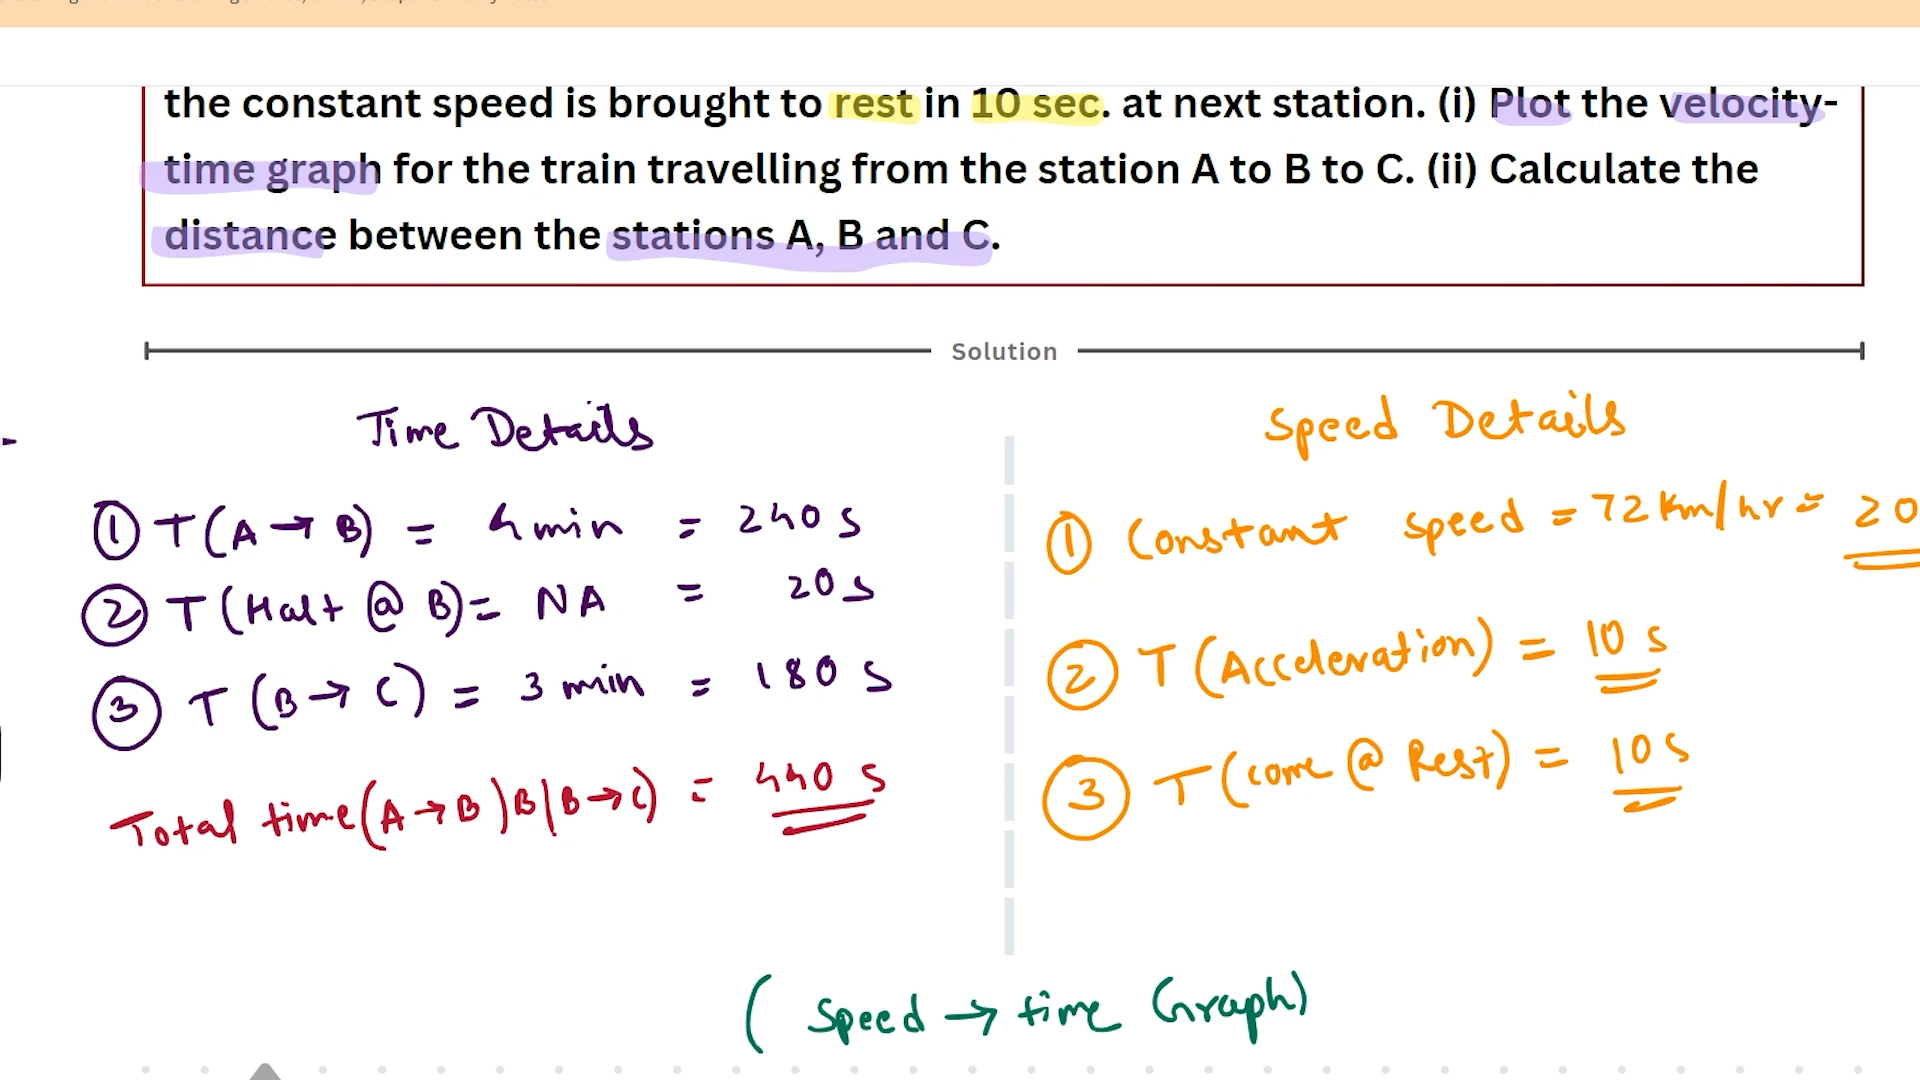 the constant speed is brought to rest in 10 sec. at next station. (i) Plot the velocity-
time graph for the train travelling from the station A to B to C. (ii) Calculate the
distance between the stations A, B and C.
Solution
Time Details
① T(A → B) = 4 min = 240 s
② T(Halt @ B) = NA = 20 s
③ T(B → C) = 3 min = 180 s
Total time(A → B)B|B → C) = 440 s
Speed Details
① Constant speed = 72 Km/hr = 20
② T(Acceleration) = 10 s
③ T(come @ Rest) = 10 s
( Speed → time Graph)